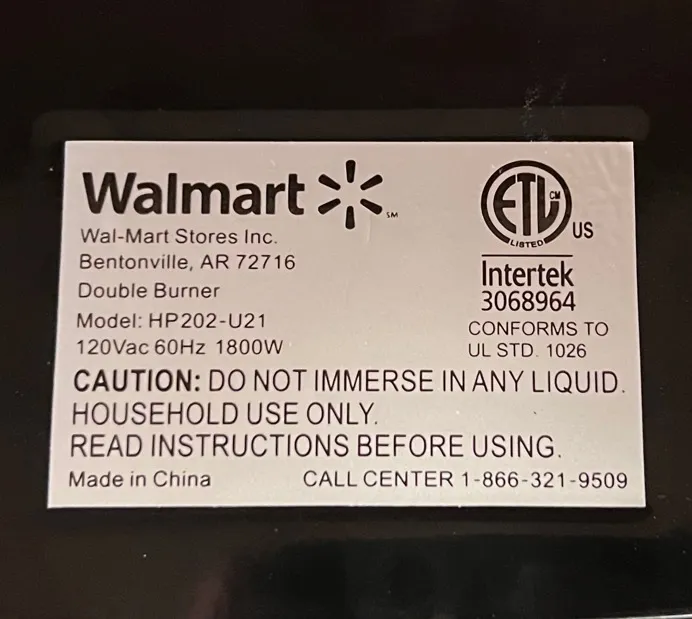 Walmart SM
Wal-Mart Stores Inc.
Bentonville, AR 72716
Double Burner
Model: HP202-U21
120Vac 60Hz 1800W
ETL CM
LISTED
US
Intertek
3068964
CONFORMS TO
UL STD. 1026
CAUTION: DO NOT IMMERSE IN ANY LIQUID.
HOUSEHOLD USE ONLY.
READ INSTRUCTIONS BEFORE USING.
Made in China
CALL CENTER 1-866-321-9509